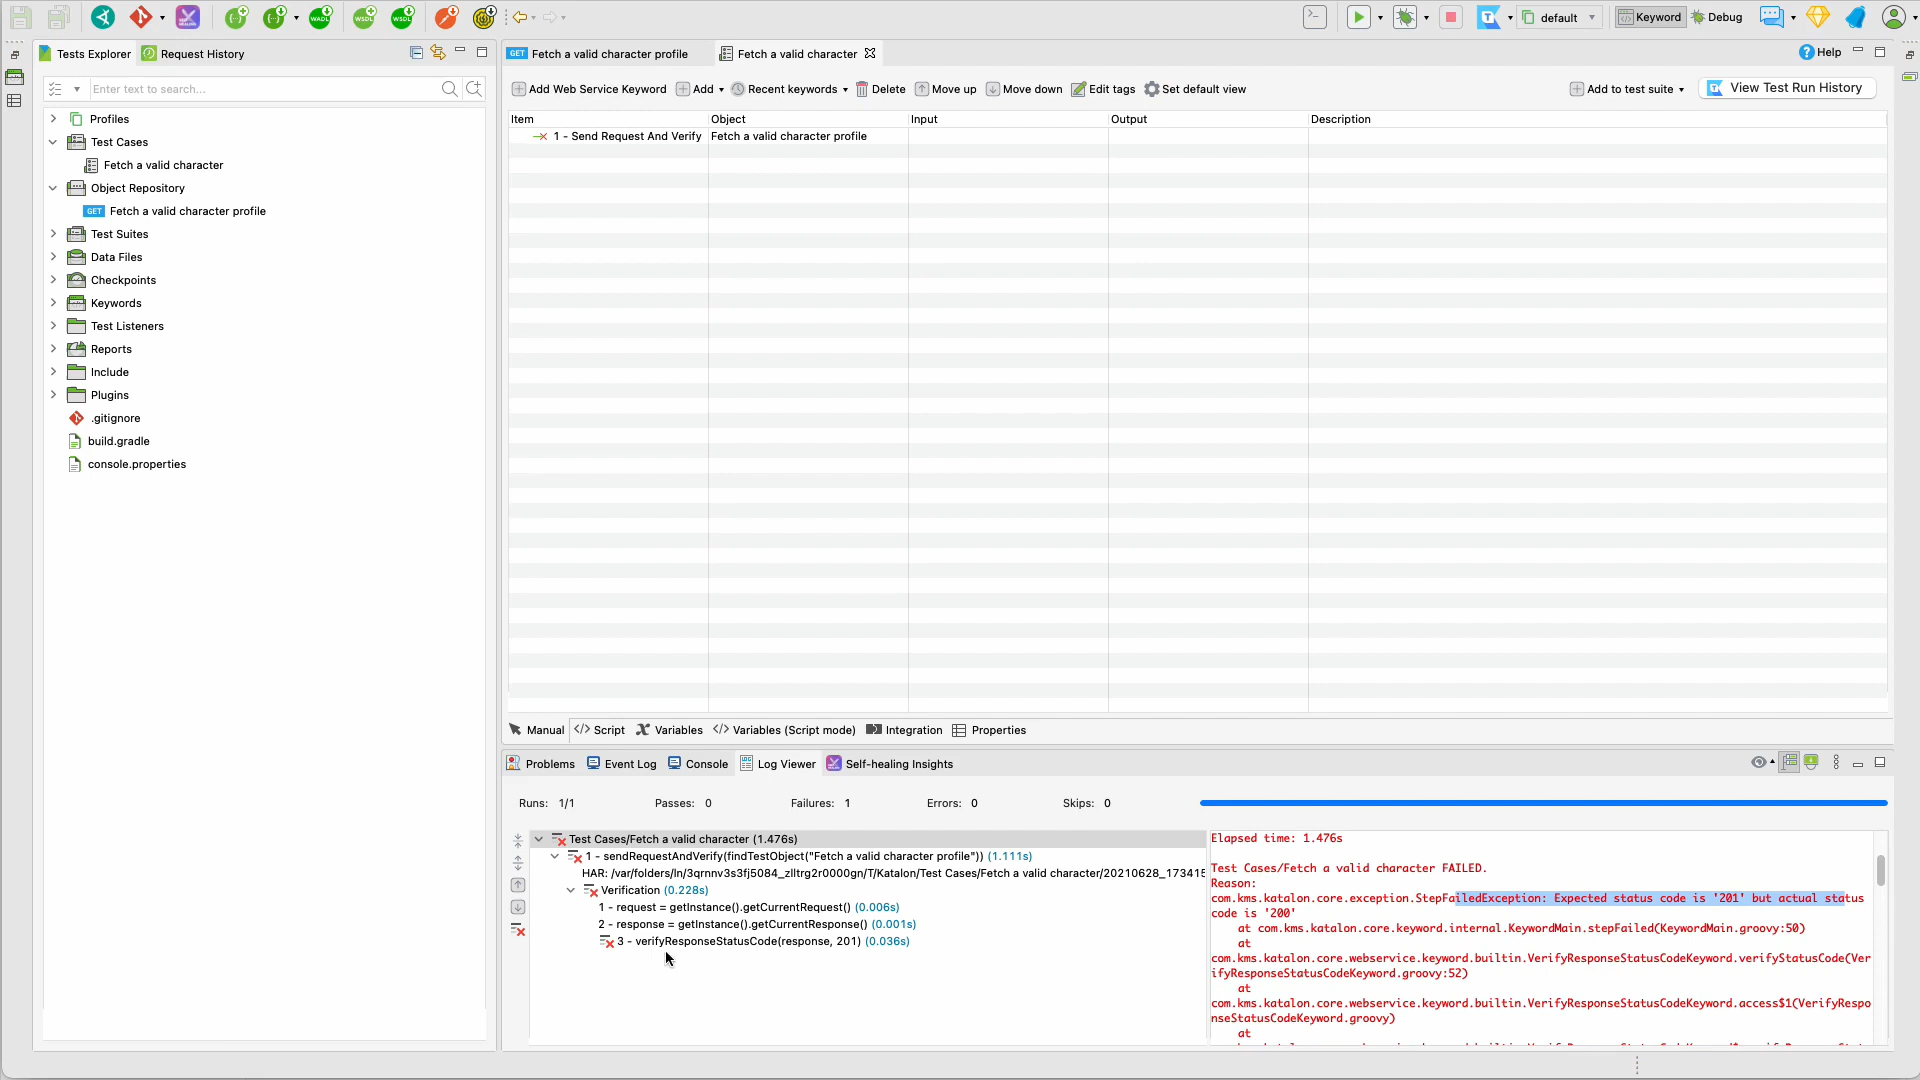 default
Keyword
Debug
Tests Explorer
Request History
GET Fetch a valid character profile
Fetch a valid character
Help
Enter text to search...
Add Web Service Keyword
Add
Recent keywords
Delete
Move up
Move down
Edit tags
Set default view
Add to test suite
View Test Run History
Item
Object
Input
Output
Description
1 - Send Request And Verify
Fetch a valid character profile
Profiles
Test Cases
Fetch a valid character
Object Repository
GET Fetch a valid character profile
Test Suites
Data Files
Checkpoints
Keywords
Test Listeners
Reports
Include
Plugins
.gitignore
build.gradle
console.properties
Manual
Script
Variables
Variables (Script mode)
Integration
Properties
Problems
Event Log
Console
Log Viewer
Self-healing Insights
Runs: 1/1
Passes: 0
Failures: 1
Errors: 0
Skips: 0
Test Cases/Fetch a valid character (1.476s)
1 - sendRequestAndVerify(findTestObject("Fetch a valid character profile")) (1.111s)
HAR: /var/folders/ln/3qrnnv3s3fj5084_zlltrg2r0000gn/T/Katalon/Test Cases/Fetch a valid character/20210628_173415
Verification (0.228s)
1 - request = getInstance().getCurrentRequest() (0.006s)
2 - response = getInstance().getCurrentResponse() (0.001s)
3 - verifyResponseStatusCode(response, 201) (0.036s)
Elapsed time: 1.476s
Test Cases/Fetch a valid character FAILED.
Reason:
com.kms.katalon.core.exception.StepFailedException: Expected status code is '201' but actual status
code is '200'
at com.kms.katalon.core.keyword.internal.KeywordMain.stepFailed(KeywordMain.groovy:50)
at
com.kms.katalon.core.webservice.keyword.builtin.VerifyResponseStatusCodeKeyword.verifyStatusCode(Ver
ifyResponseStatusCodeKeyword.groovy:52)
at
com.kms.katalon.core.webservice.keyword.builtin.VerifyResponseStatusCodeKeyword.access$1(VerifyRespo
nseStatusCodeKeyword.groovy)
at